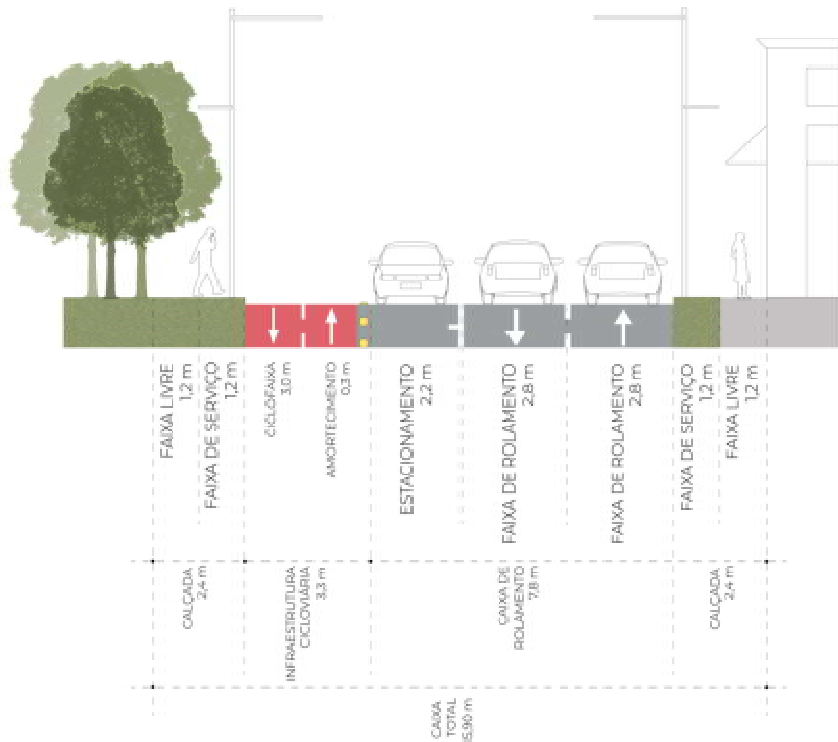 FAIXA LIVRE
1,2 m
FAIXA DE SERVIÇO
1,2 m
CICLOFAIXA
3,0 m
AMORTECIMENTO
0,3 m
ESTACIONAMENTO
2,2 m
FAIXA DE ROLAMENTO
2,8 m
FAIXA DE ROLAMENTO
2,8 m
FAIXA DE SERVIÇO
1,2 m
FAIXA LIVRE
1,2 m
CALÇADA
2,4 m
INFRAESTRUTURA
CICLOVIÁRIA
3,3 m
CAIXA DE
ROLAMENTO
7,8 m
CALÇADA
2,4 m
CAIXA
TOTAL
15,90 m